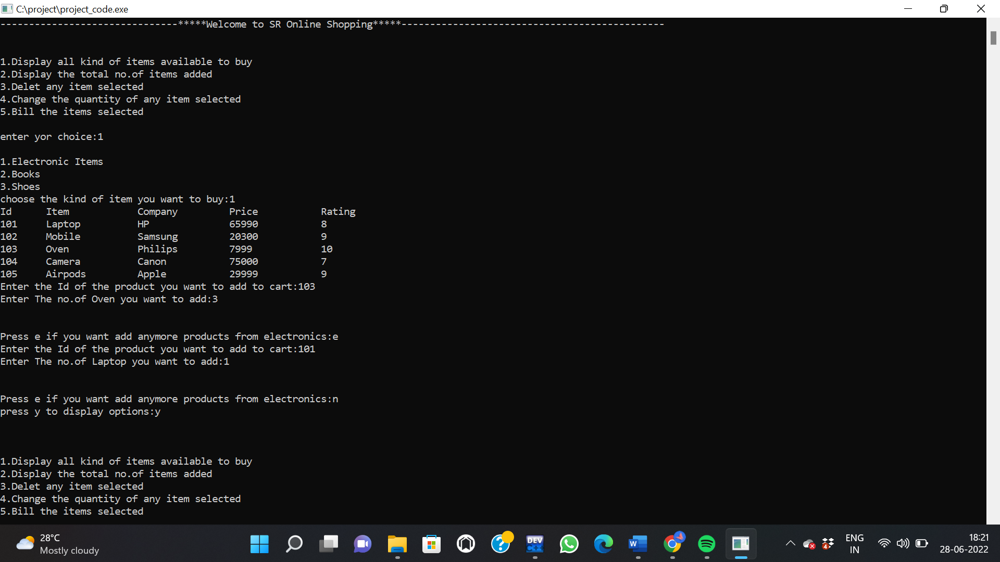 C:\project\project_code.exe
-------------------------------*****Welcome to SR Online Shopping*****----------------------------------------------
1.Display all kind of items available to buy
2.Display the total no.of items added
3.Delet any item selected
4.Change the quantity of any item selected
5.Bill the items selected
enter yor choice:1
1.Electronic Items
2.Books
3.Shoes
choose the kind of item you want to buy:1
Id Item Company Price Rating
101 Laptop HP 65990 8
102 Mobile Samsung 20300 9
103 Oven Philips 7999 10
104 Camera Canon 75000 7
105 Airpods Apple 29999 9
Enter the Id of the product you want to add to cart:103
Enter The no.of Oven you want to add:3
Press e if you want add anymore products from electronics:e
Enter the Id of the product you want to add to cart:101
Enter The no.of Laptop you want to add:1
Press e if you want add anymore products from electronics:n
press y to display options:y
1.Display all kind of items available to buy
2.Display the total no.of items added
3.Delet any item selected
4.Change the quantity of any item selected
5.Bill the items selected
28°C
Mostly cloudy
DEV
C++
W
4
ENG
IN
18:21
28-06-2022